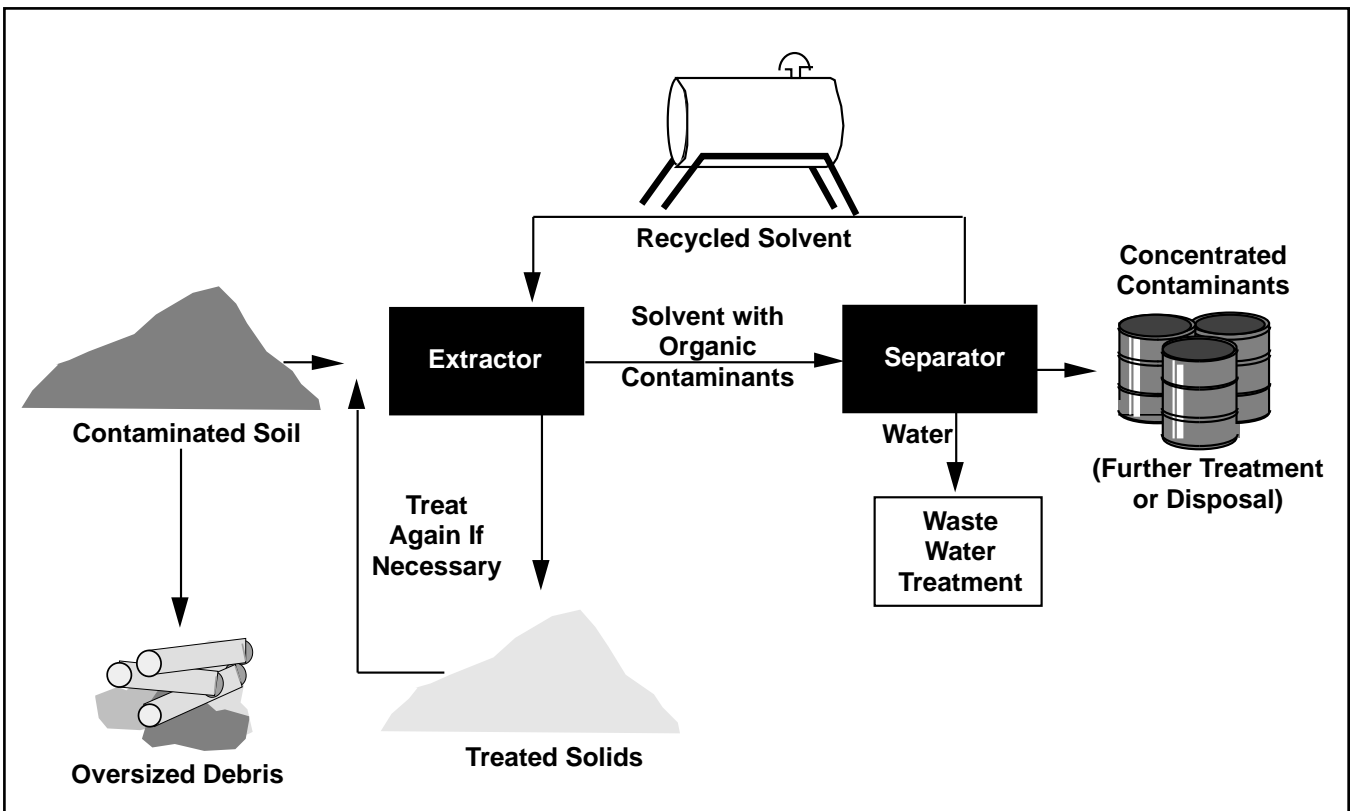 Recycled Solvent
Concentrated
Contaminants
Extractor
Solvent with
Organic
Contaminants
Separator
Contaminated Soil
Water
(Further Treatment
or Disposal)
Treat
Again If
Necessary
Waste
Water
Treatment
Treated Solids
Oversized Debris